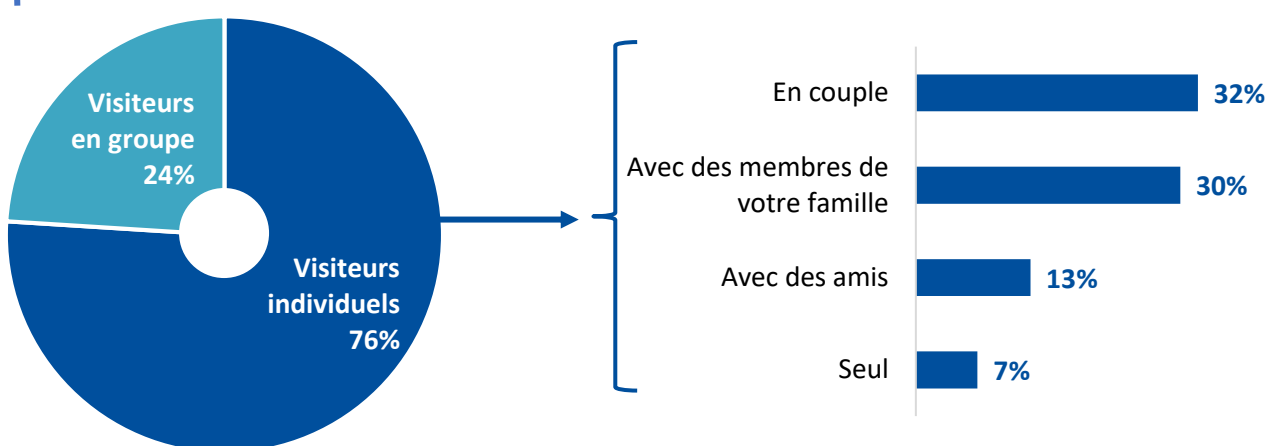 Visiteurs
en groupe
24%
Visiteurs
individuels
76%
En couple
32%
Avec des membres de
votre famille
30%
Avec des amis
13%
Seul
7%